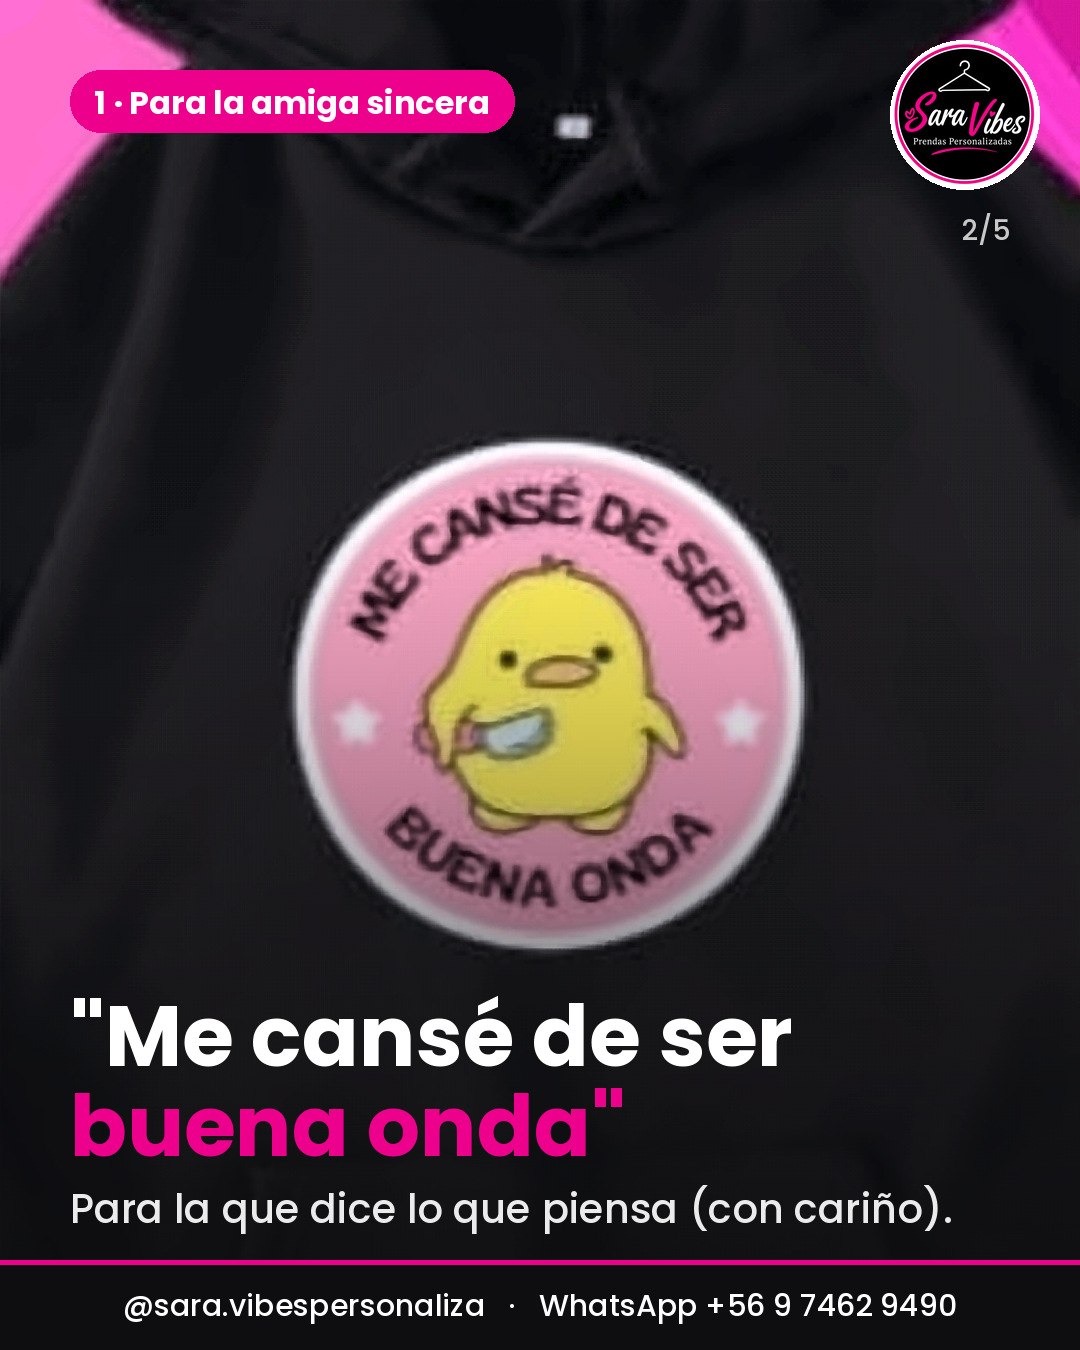 1 · Para la amiga sincera
Sara Vibes
Prendas Personalizadas
2/5
ME CANSÉ DE SER
BUENA ONDA
"Me cansé de ser
buena onda"
Para la que dice lo que piensa (con cariño).
@sara.vibespersonaliza · WhatsApp +56 9 7462 9490